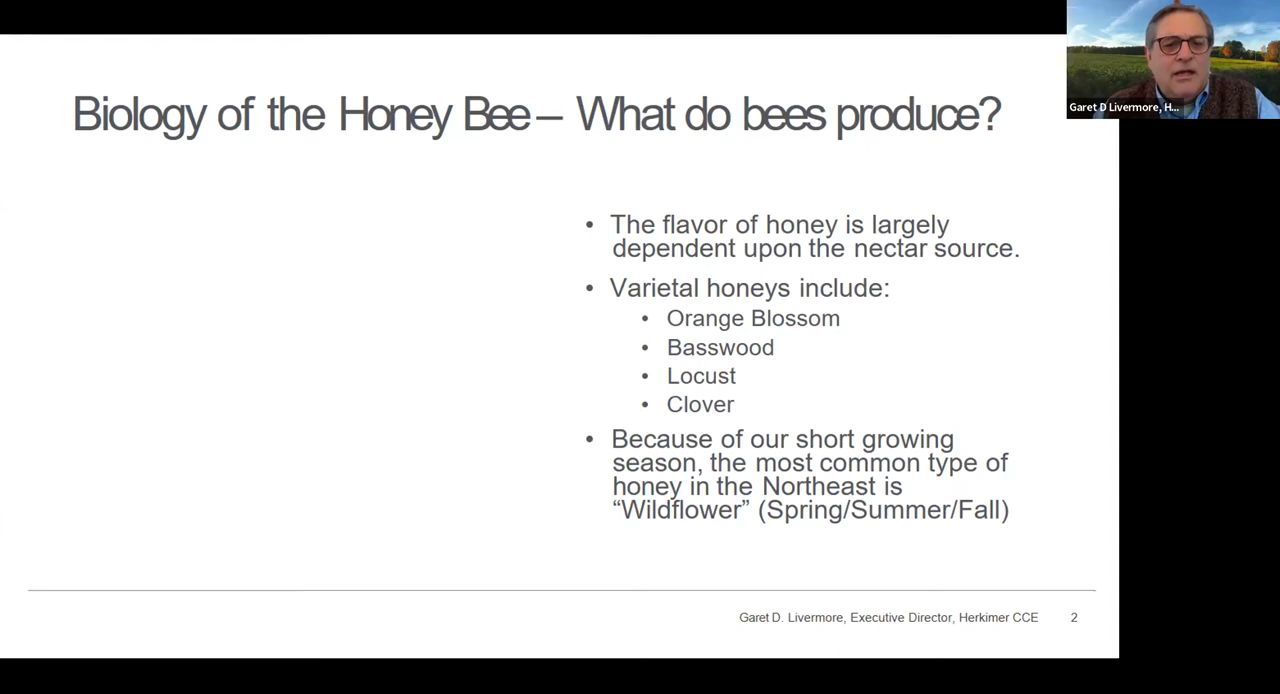 Garet D Livermore, H...
Biology of the Honey Bee – What do bees produce?
• The flavor of honey is largely
dependent upon the nectar source.
• Varietal honeys include:
• Orange Blossom
• Basswood
• Locust
• Clover
• Because of our short growing
season, the most common type of
honey in the Northeast is
“Wildflower” (Spring/Summer/Fall)
Garet D. Livermore, Executive Director, Herkimer CCE 2